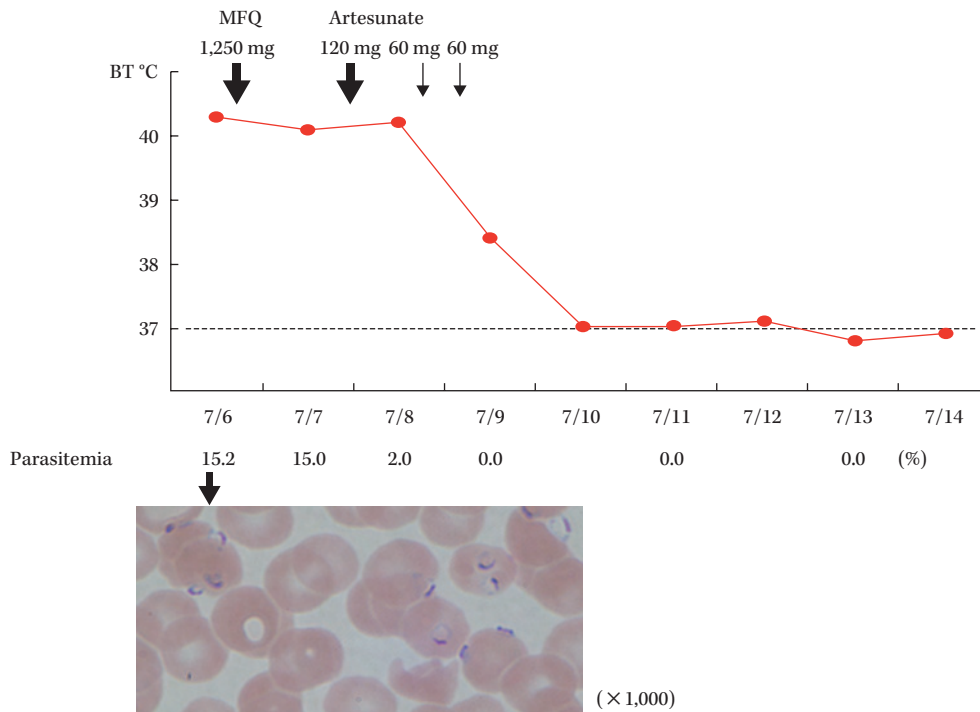 MFQ Artesunate
1,250 mg 120 mg 60 mg 60 mg
BT °C
40
39
38
37
7/6 7/7 7/8 7/9 7/10 7/11 7/12 7/13 7/14
Parasitemia 15.2 15.0 2.0 0.0 0.0 0.0 (%)
(×1,000)